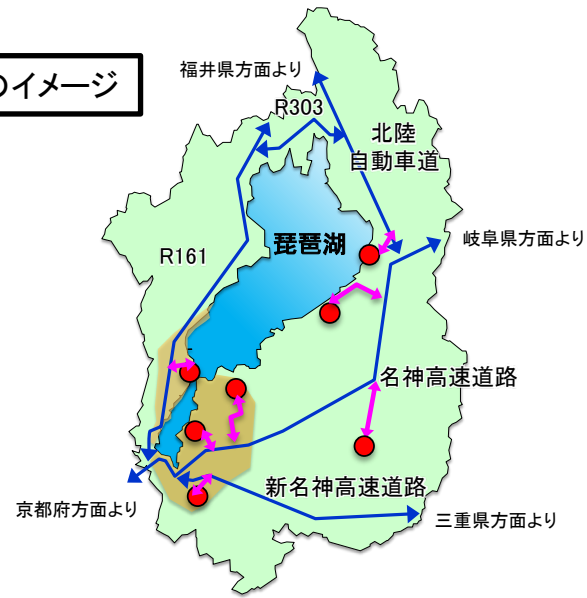 のイメージ
福井県方面より
R303
北陸
自動車道
琵琶湖
岐阜県方面より
R161
名神高速道路
新名神高速道路
京都府方面より
三重県方面より